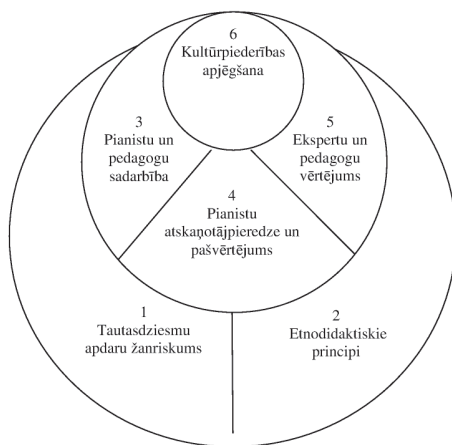 6
Kultūrpiederības
apjēgšana
3
Pianistu un
pedagogu
sadarbība
5
Ekspertu un
pedagogu
vērtējums
4
Pianistu
atskaņotājpieredze un
pašvērtējums
1
Tautasdziesmu
apdaru žanriskums
2
Etnodidaktiskie
principi